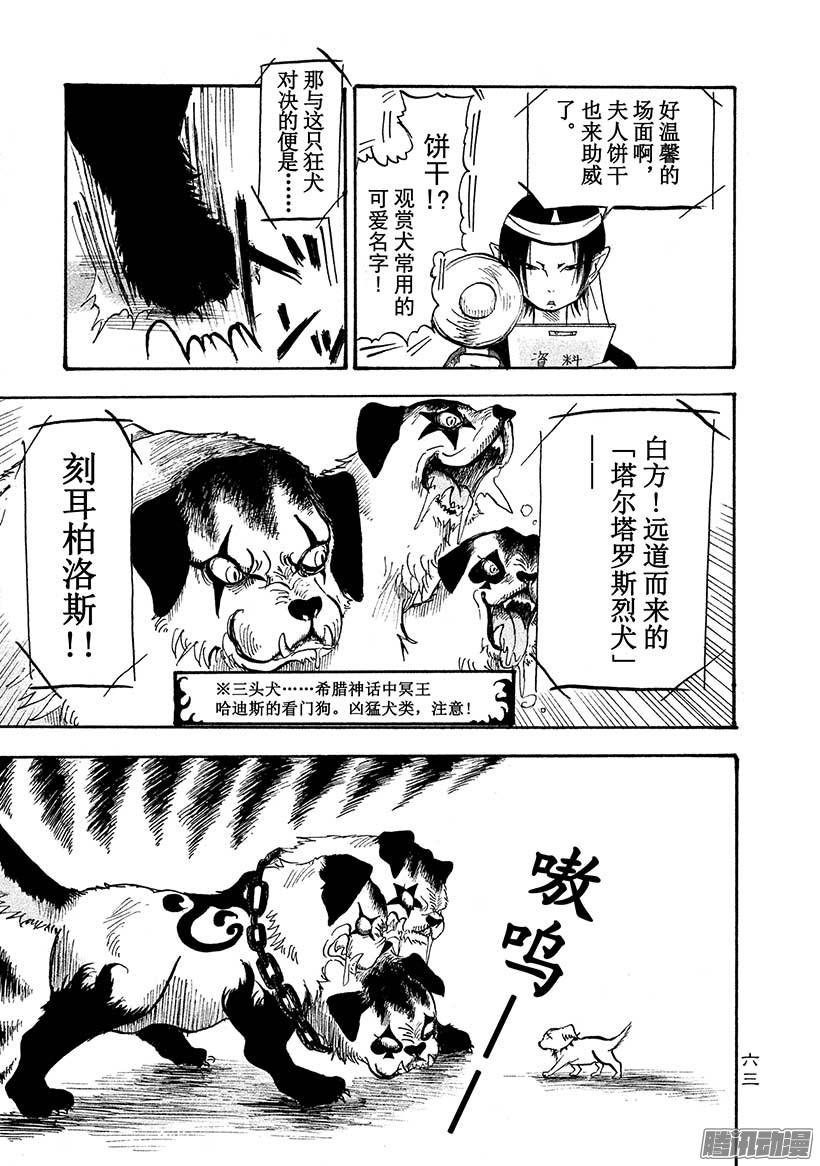 好温馨的
场面啊，
夫人饼干
也来助威
了。
饼干！？
观赏犬常用的
可爱名字！
资料
那与这只狂犬
对决的便是……
白方！远道而来的
「塔尔塔罗斯烈犬」
——
刻耳柏洛斯！！
※三头犬……希腊神话中冥王
哈迪斯的看门狗。凶猛犬类，注意！
嗷
呜
——
六三
腾讯动漫